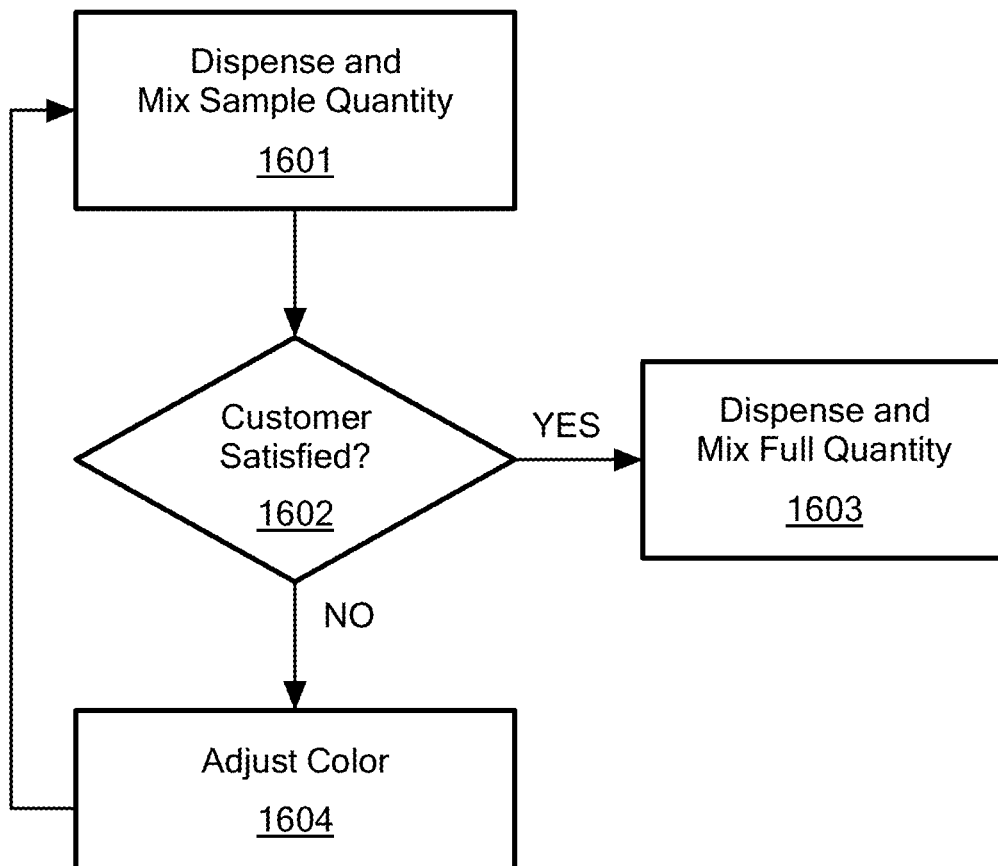 Dispense and
Mix Sample Quantity
1601
Customer
Satisfied?
1602
YES
Dispense and
Mix Full Quantity
1603
NO
Adjust Color
1604